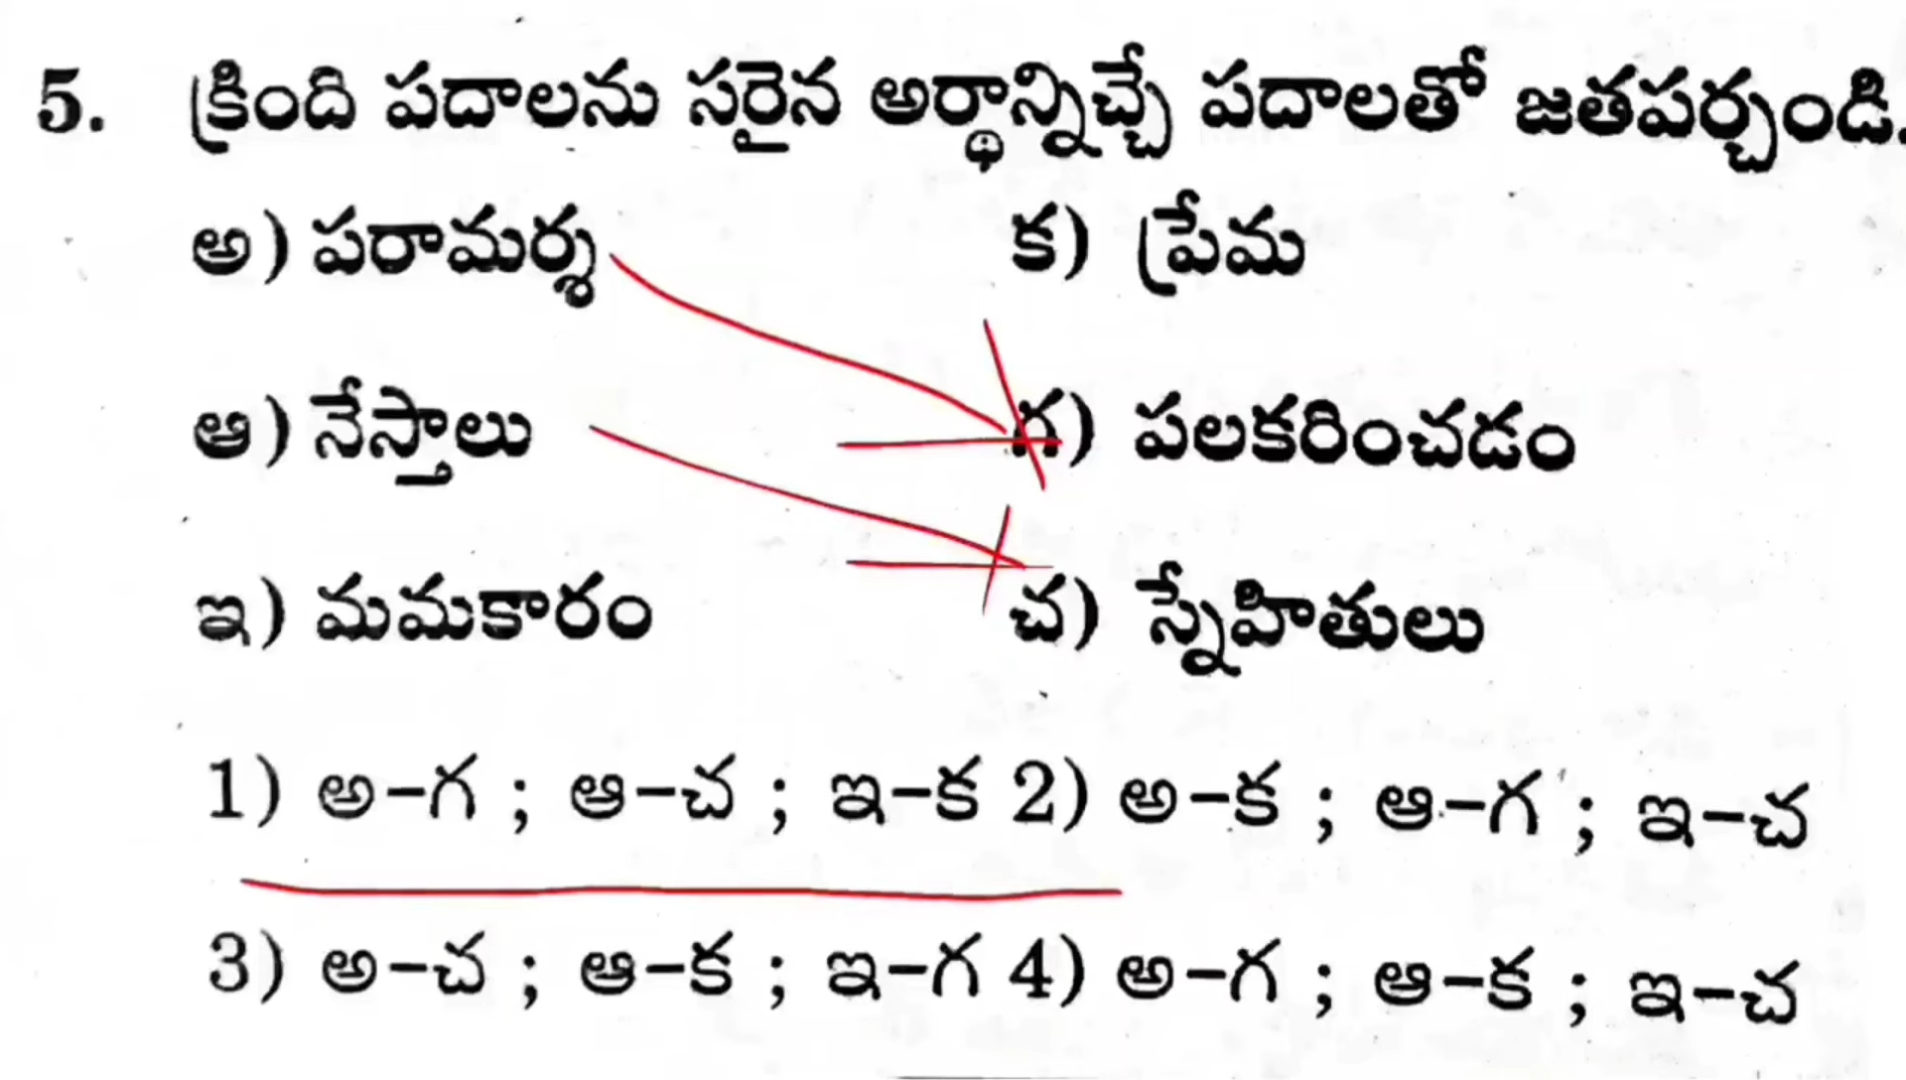 5. క్రింది పదాలను సరైన అర్థాన్నిచ్చే పదాలతో జతపర్చండి.
అ) పరామర్శ క) ప్రేమ
ఆ) నేస్తాలు గ) పలకరించడం
ఇ) మమకారం చ) స్నేహితులు
1) అ–గ ; ఆ–చ ; ఇ–క 2) అ–క ; ఆ–గ ; ఇ–చ
3) అ–చ ; ఆ–క ; ఇ–గ 4) అ–గ ; ఆ–క ; ఇ–చ